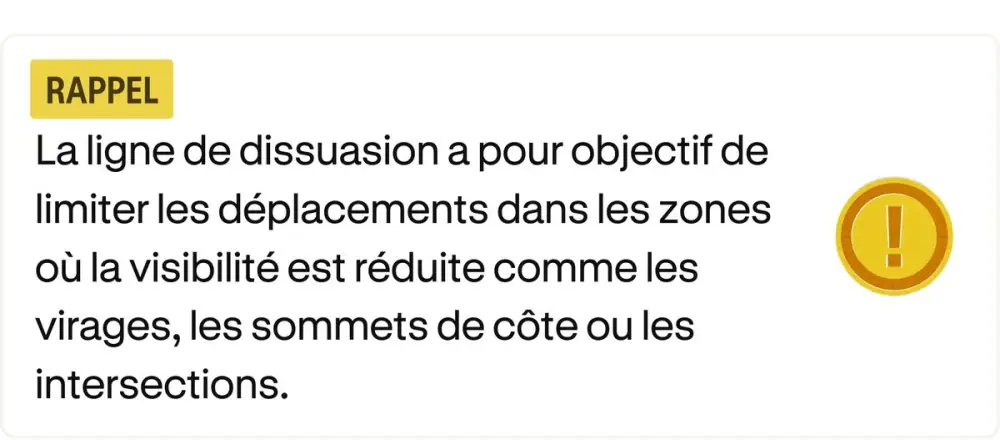 RAPPEL
La ligne de dissuasion a pour objectif de
limiter les déplacements dans les zones
où la visibilité est réduite comme les
virages, les sommets de côte ou les
intersections.
!